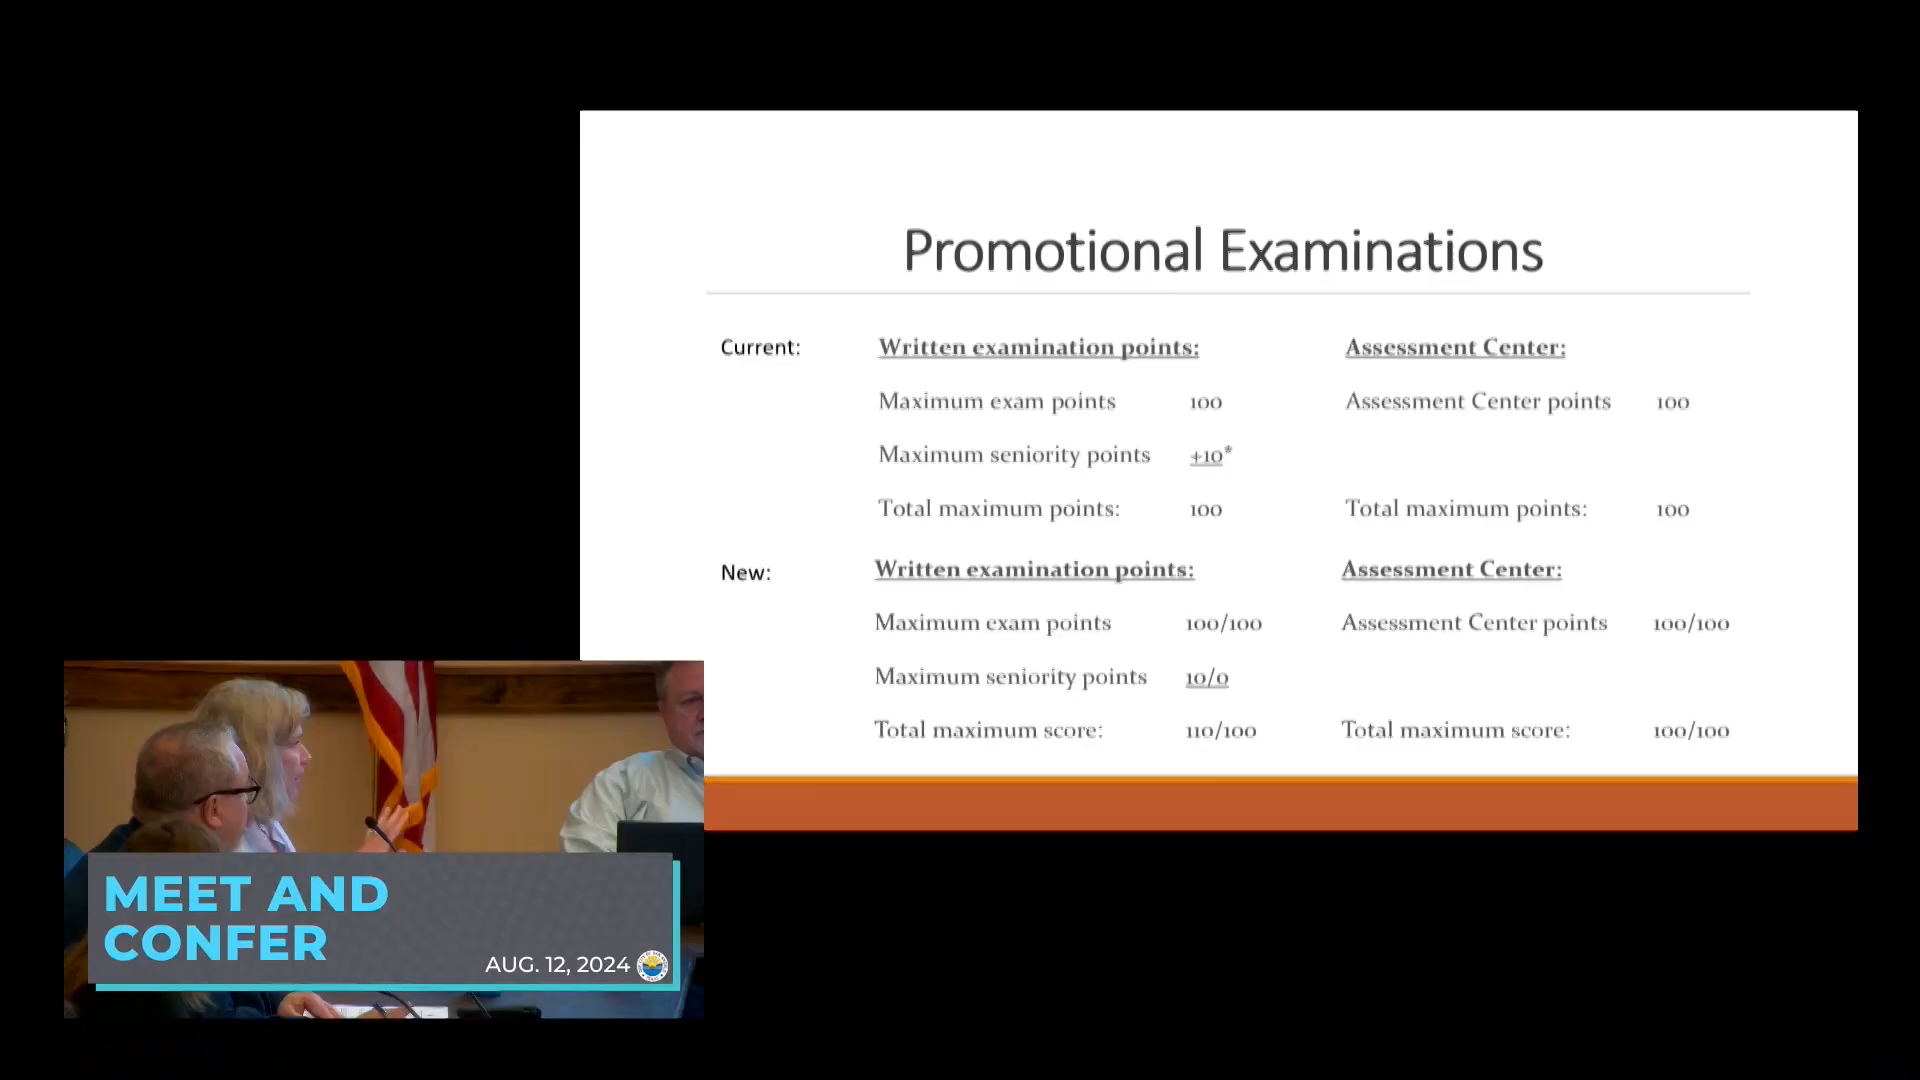 Promotional Examinations
Current: Written examination points: Assessment Center:
Maximum exam points 100 Assessment Center points 100
Maximum seniority points +10*
Total maximum points: 100 Total maximum points: 100
New: Written examination points: Assessment Center:
Maximum exam points 100/100 Assessment Center points 100/100
Maximum seniority points 10/0
Total maximum score: 110/100 Total maximum score: 100/100
MEET AND
CONFER
AUG. 12, 2024